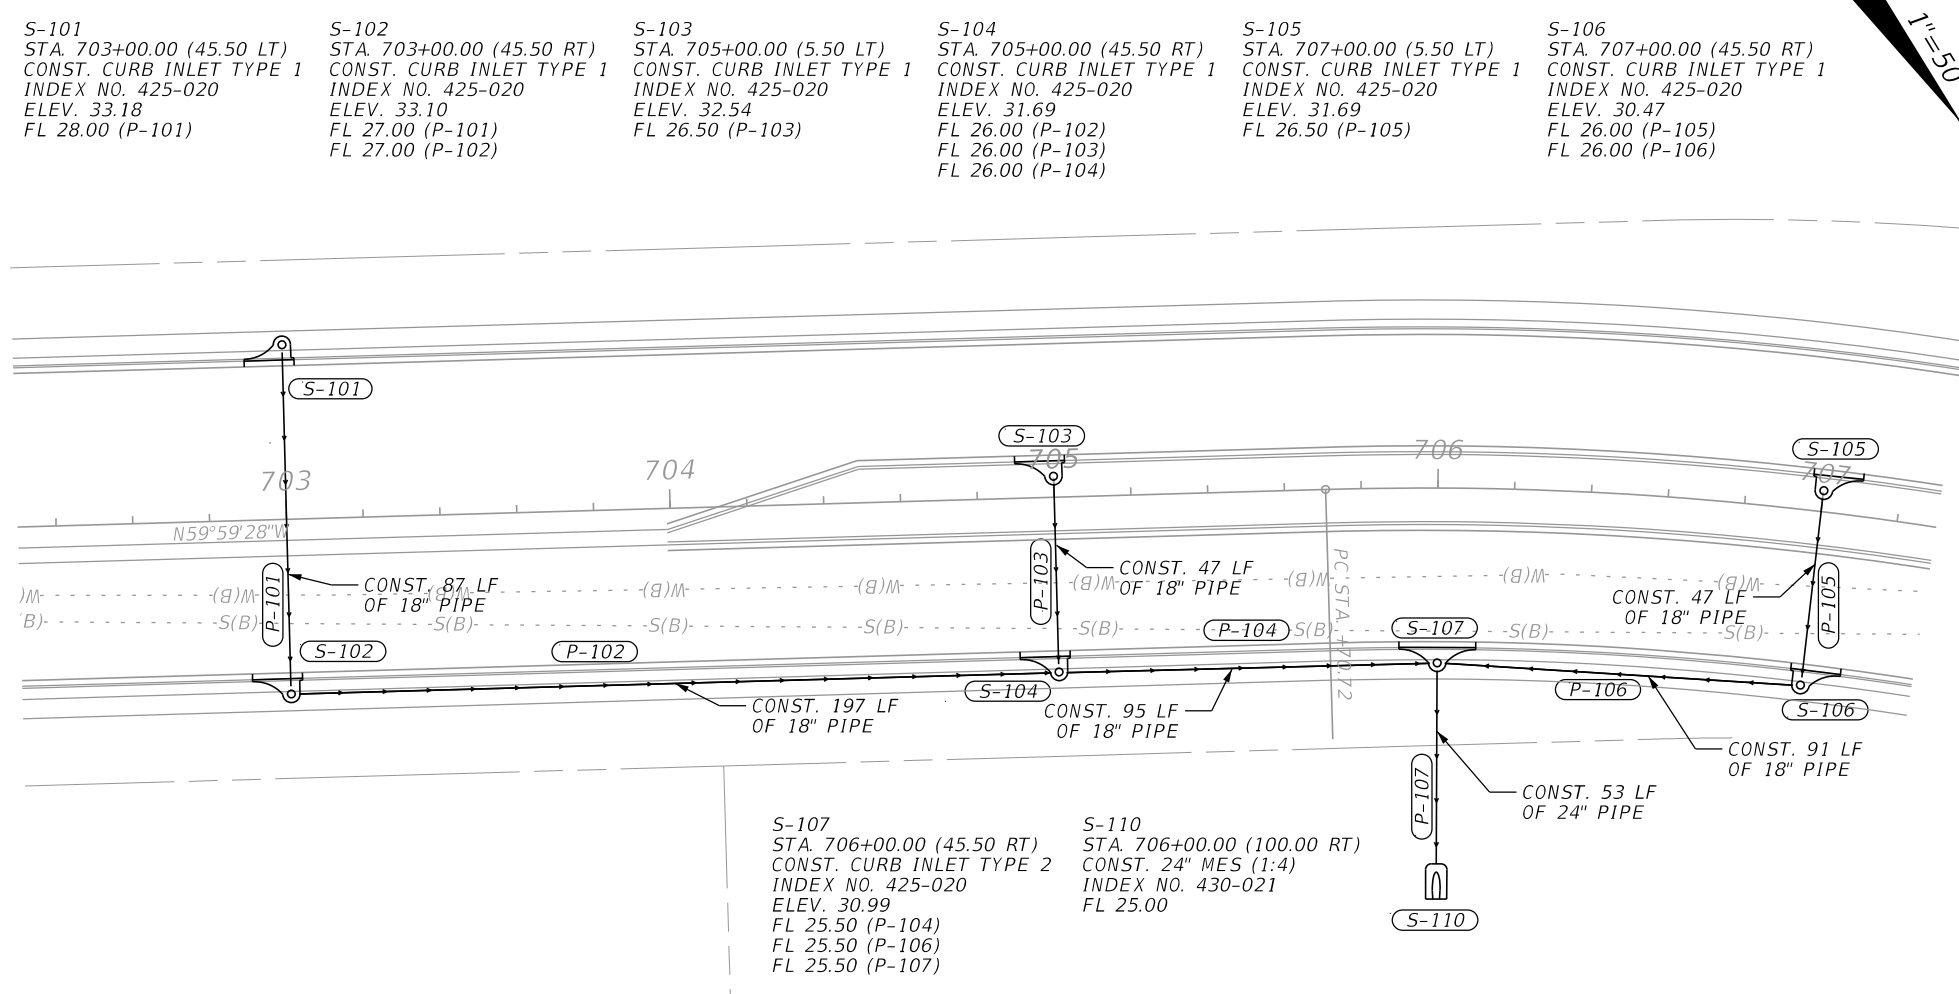 S-101
STA. 703+00.00 (45.50 LT)
CONST. CURB INLET TYPE 1
INDEX NO. 425-020
ELEV. 33.18
FL 28.00 (P-101)
S-102
STA. 703+00.00 (45.50 RT)
CONST. CURB INLET TYPE 1
INDEX NO. 425-020
ELEV. 33.10
FL 27.00 (P-101)
FL 27.00 (P-102)
S-103
STA. 705+00.00 (5.50 LT)
CONST. CURB INLET TYPE 1
INDEX NO. 425-020
ELEV. 32.54
FL 26.50 (P-103)
S-104
STA. 705+00.00 (45.50 RT)
CONST. CURB INLET TYPE 1
INDEX NO. 425-020
ELEV. 31.69
FL 26.00 (P-102)
FL 26.00 (P-103)
FL 26.00 (P-104)
S-105
STA. 707+00.00 (5.50 LT)
CONST. CURB INLET TYPE 1
INDEX NO. 425-020
ELEV. 31.69
FL 26.50 (P-105)
S-106
STA. 707+00.00 (45.50 RT)
CONST. CURB INLET TYPE 1
INDEX NO. 425-020
ELEV. 30.47
FL 26.00 (P-105)
FL 26.00 (P-106)
1"=50
S-101
S-103
S-105
703
704
705
706
707
N59°59'28"W
P-101
CONST. 87 LF
OF 18" PIPE
P-103
CONST. 47 LF
OF 18" PIPE
PC STA.
70.72
CONST. 47 LF
OF 18" PIPE
P-105
)W
W(B)
W(B)
W(B)
W(B)
W(B)
W(B)
W(B)
W(B)
B)
S(B)
S(B)
S(B)
S(B)
S(B)
S(B)
S(B)
S(B)
S-102
P-102
P-104
S-107
S-104
P-106
S-106
CONST. 197 LF
OF 18" PIPE
CONST. 95 LF
OF 18" PIPE
CONST. 91 LF
OF 18" PIPE
P-107
CONST. 53 LF
OF 24" PIPE
S-107
STA. 706+00.00 (45.50 RT)
CONST. CURB INLET TYPE 2
INDEX NO. 425-020
ELEV. 30.99
FL 25.50 (P-104)
FL 25.50 (P-106)
FL 25.50 (P-107)
S-110
STA. 706+00.00 (100.00 RT)
CONST. 24" MES (1:4)
INDEX NO. 430-021
FL 25.00
S-110